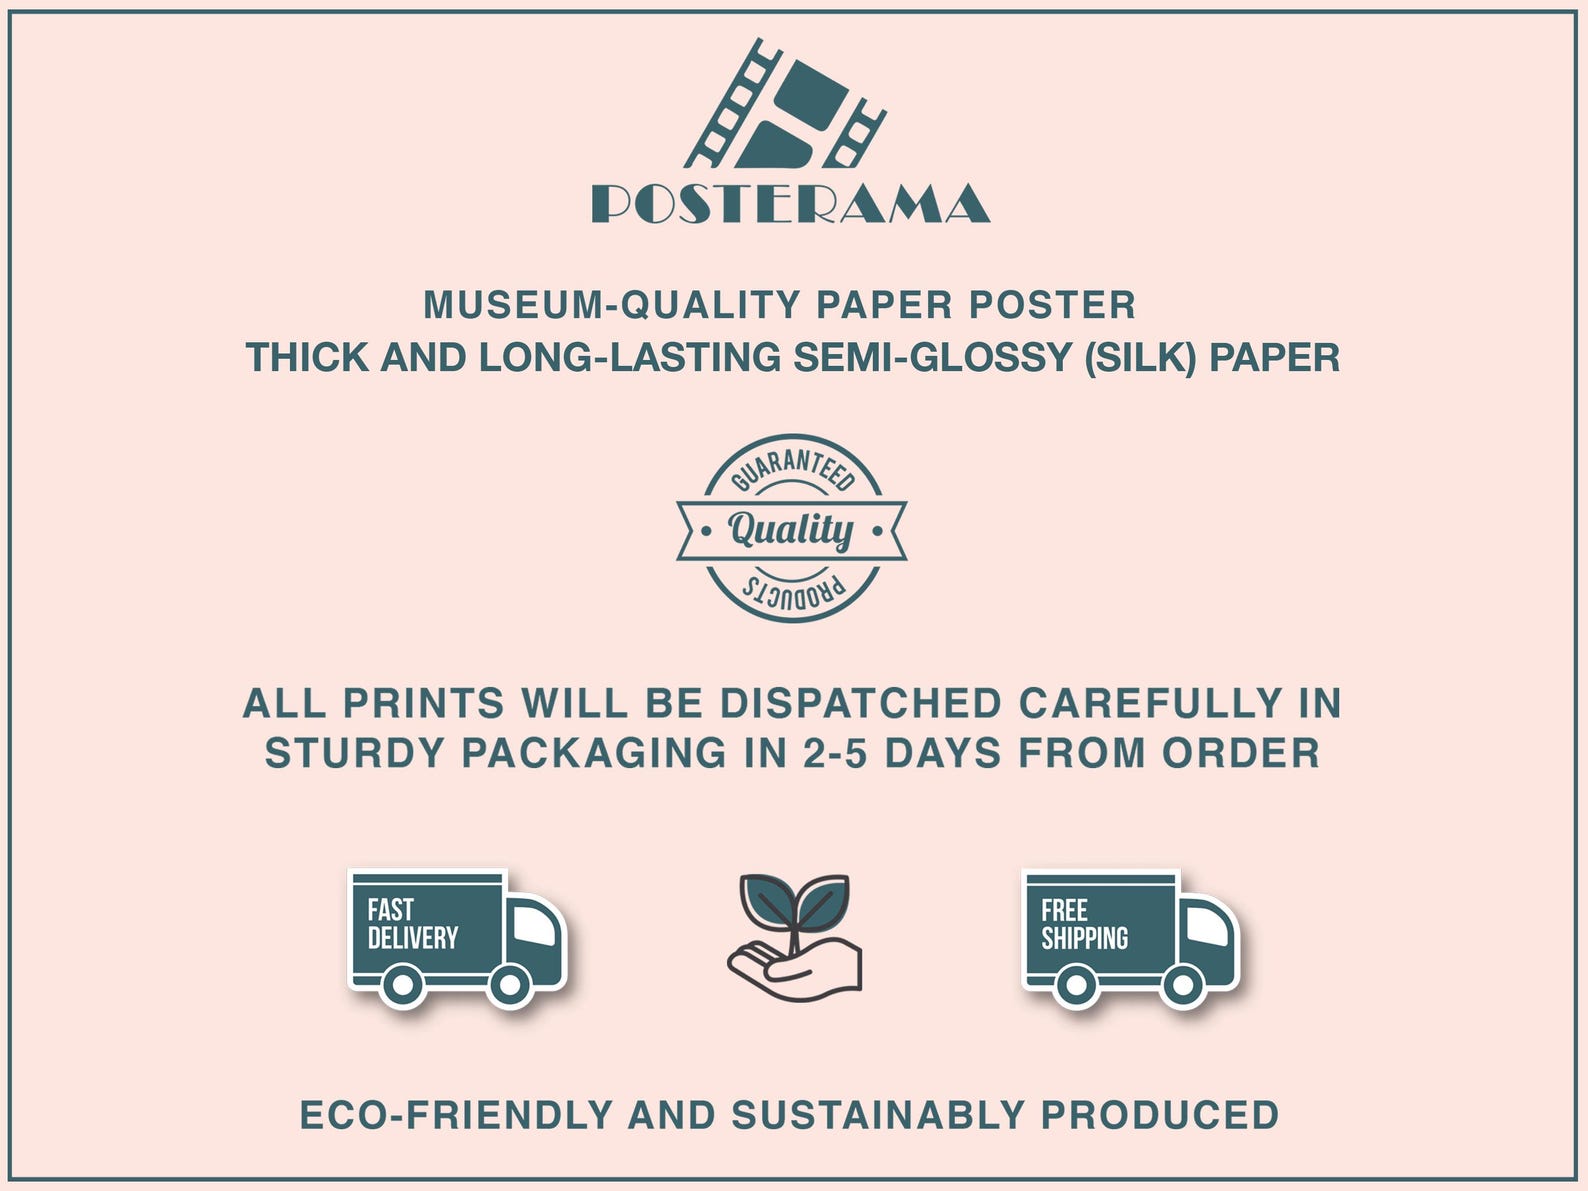 POSTERAMA
MUSEUM-QUALITY PAPER POSTER
THICK AND LONG-LASTING SEMI-GLOSSY (SILK) PAPER
GUARANTEED
Quality
PRODUCTS
ALL PRINTS WILL BE DISPATCHED CAREFULLY IN
STURDY PACKAGING IN 2-5 DAYS FROM ORDER
FAST
DELIVERY
FREE
SHIPPING
ECO-FRIENDLY AND SUSTAINABLY PRODUCED